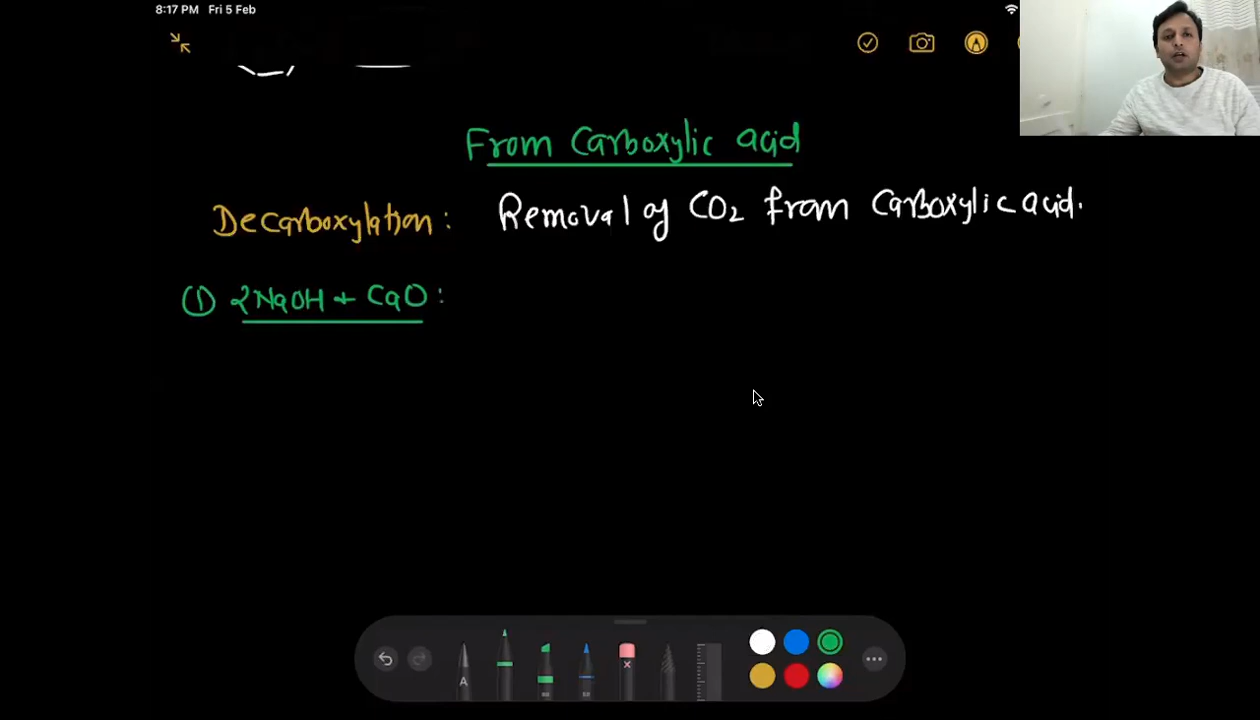 8:17 PM Fri 5 Feb
From Carboxylic acid
Decarboxylation : Removal of CO2 from Carboxylic acid.
(1) 2NaOH + CaO :
A